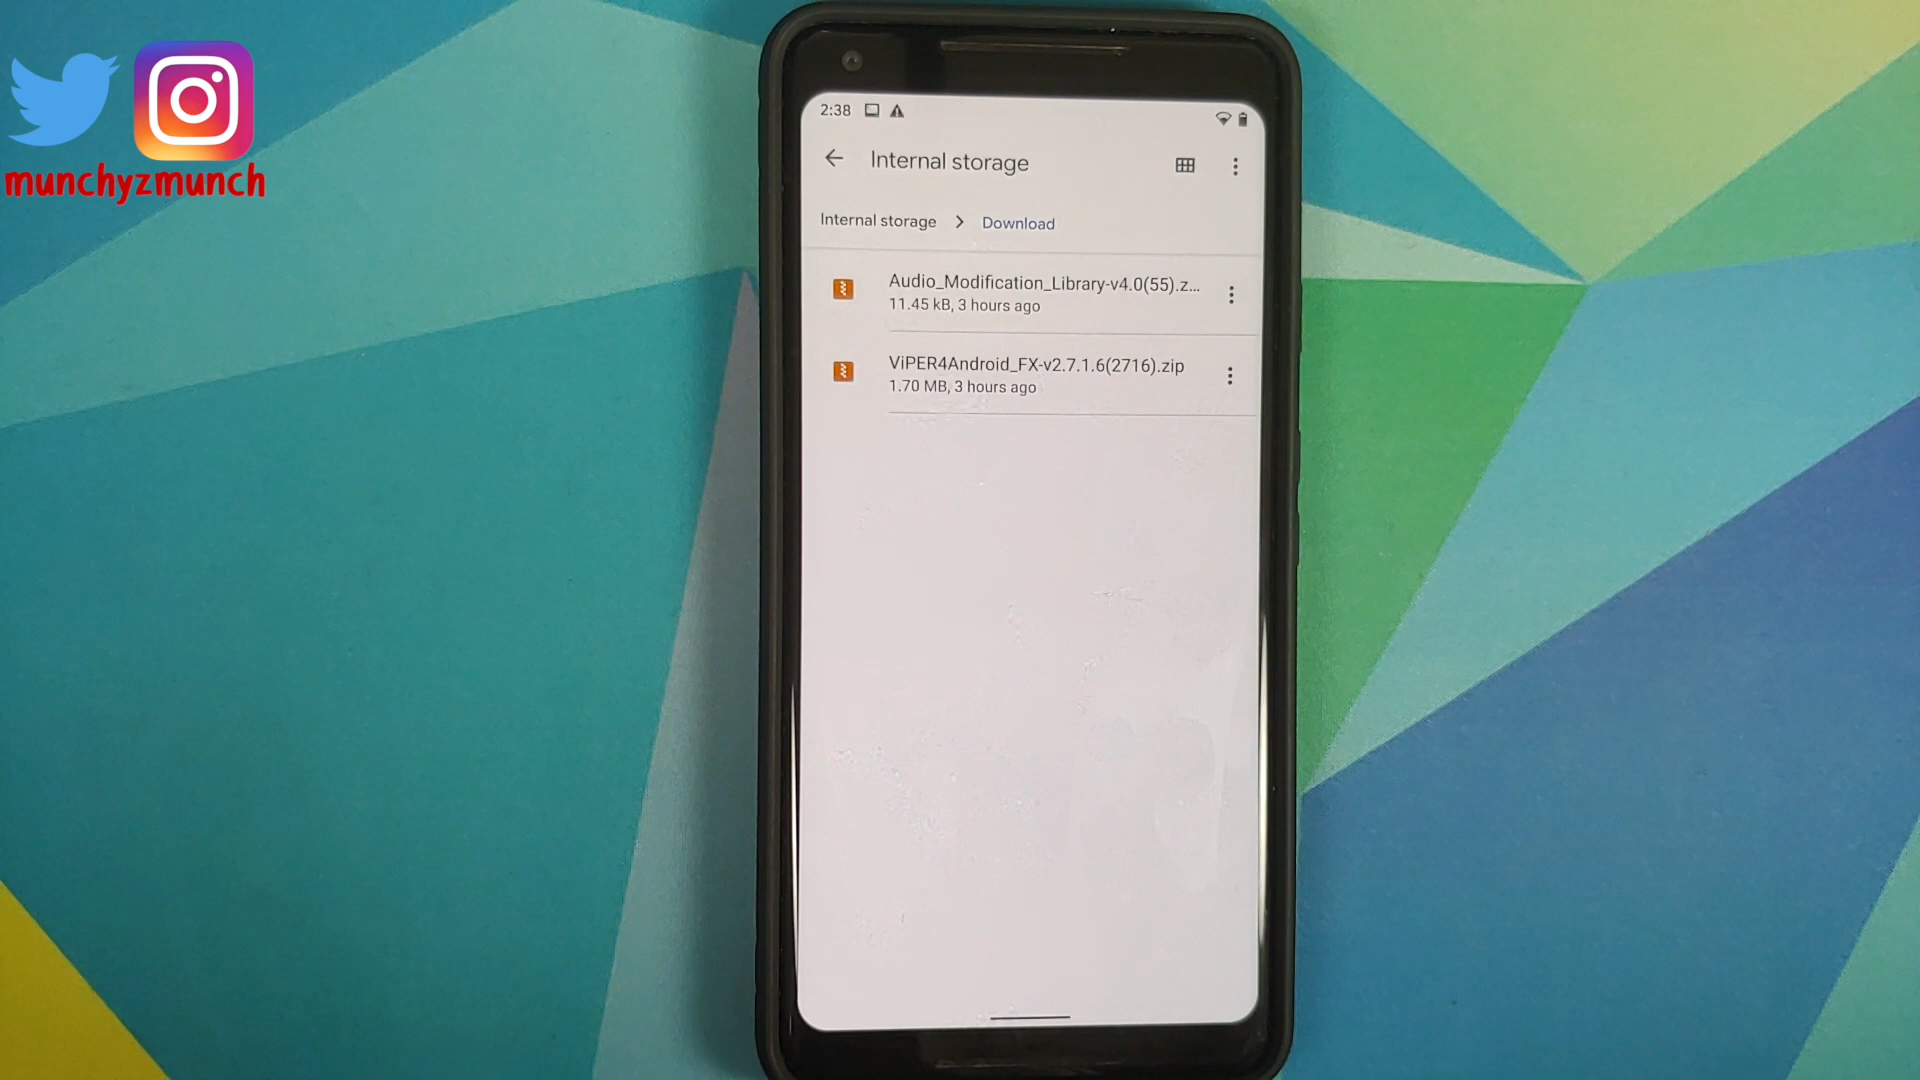 munchyzmunch
2:38
Internal storage
Internal storage > Download
Audio_Modification_Library-v4.0(55).z...
11.45 kB, 3 hours ago
ViPER4Android_FX-v2.7.1.6(2716).zip
1.70 MB, 3 hours ago